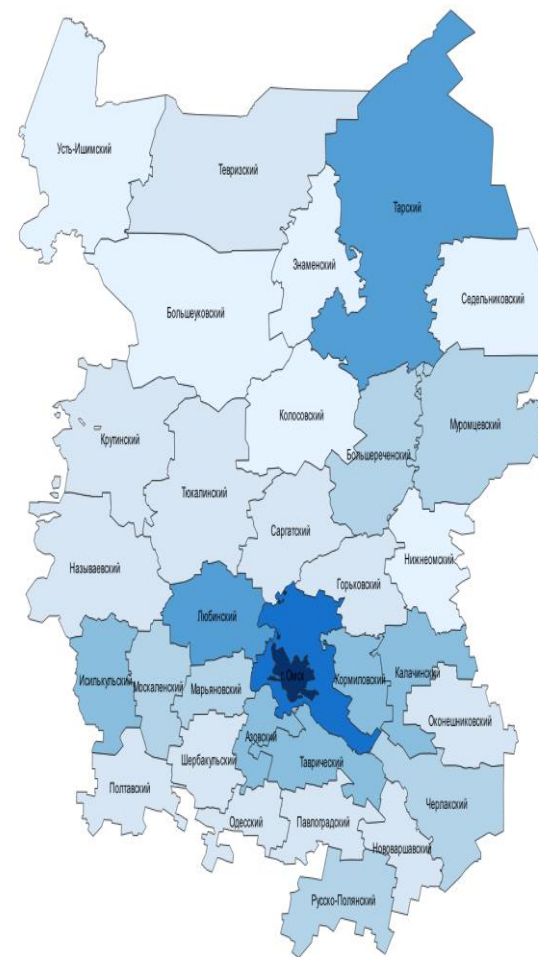 Усть-Ишимский
Тевризский
Тарский
Знаменский
Седельниковский
Большеуковский
Колосовский
Муромцевский
Крутинский
Большереченский
Тюкалинский
Саргатский
Нижнеомский
Называевский
Горьковский
Любинский
Исилькульский
Москаленский
Марьяновский
г. Омск
Кормиловский
Калачинский
Оконешниковский
Азовский
Шербакульский
Таврический
Полтавский
Черлакский
Одесский
Павлоградский
Нововаршавский
Русско-Полянский